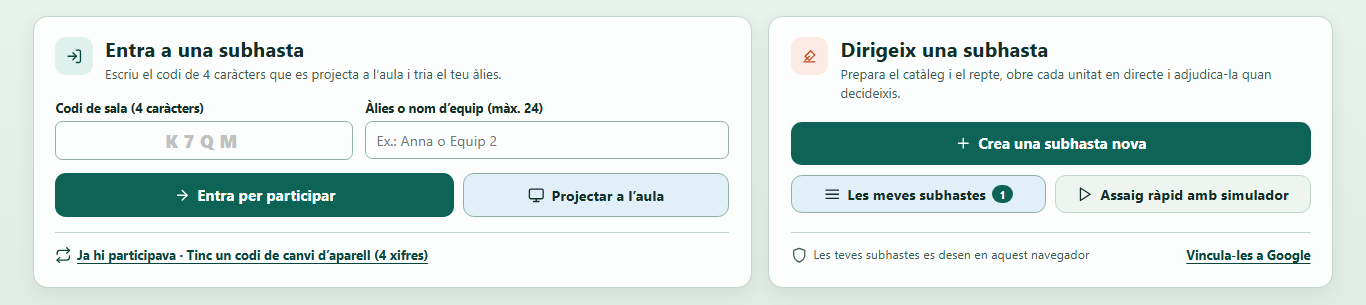 Entra a una subhasta
Escriu el codi de 4 caràcters que es projecta a l'aula i tria el teu àlies.
Codi de sala (4 caràcters)
Àlies o nom d'equip (màx. 24)
K7QM
Ex.: Anna o Equip 2
Entra per participar
Projectar a l'aula
Ja hi participava · Tinc un codi de canvi d'aparell (4 xifres)
Dirigeix una subhasta
Prepara el catàleg i el repte, obre cada unitat en directe i adjudica-la quan
decideixis.
Crea una subhasta nova
Les meves subhastes 1
Assaig ràpid amb simulador
Les teves subhastes es desen en aquest navegador
Vincula-les a Google